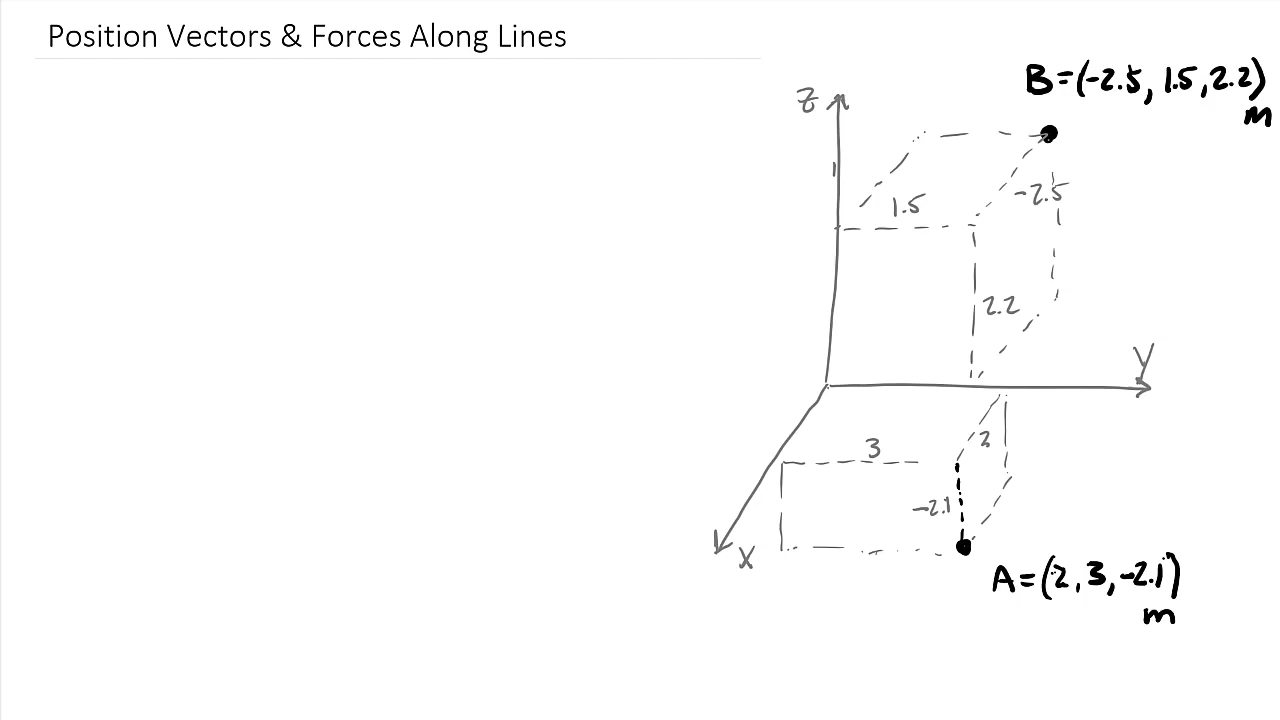 Position Vectors & Forces Along Lines
B=(-2.5, 1.5, 2.2)
m
Z
1.5
-2.5
2.2
Y
3
2
-2.1
X
A=(2, 3, -2.1)
m